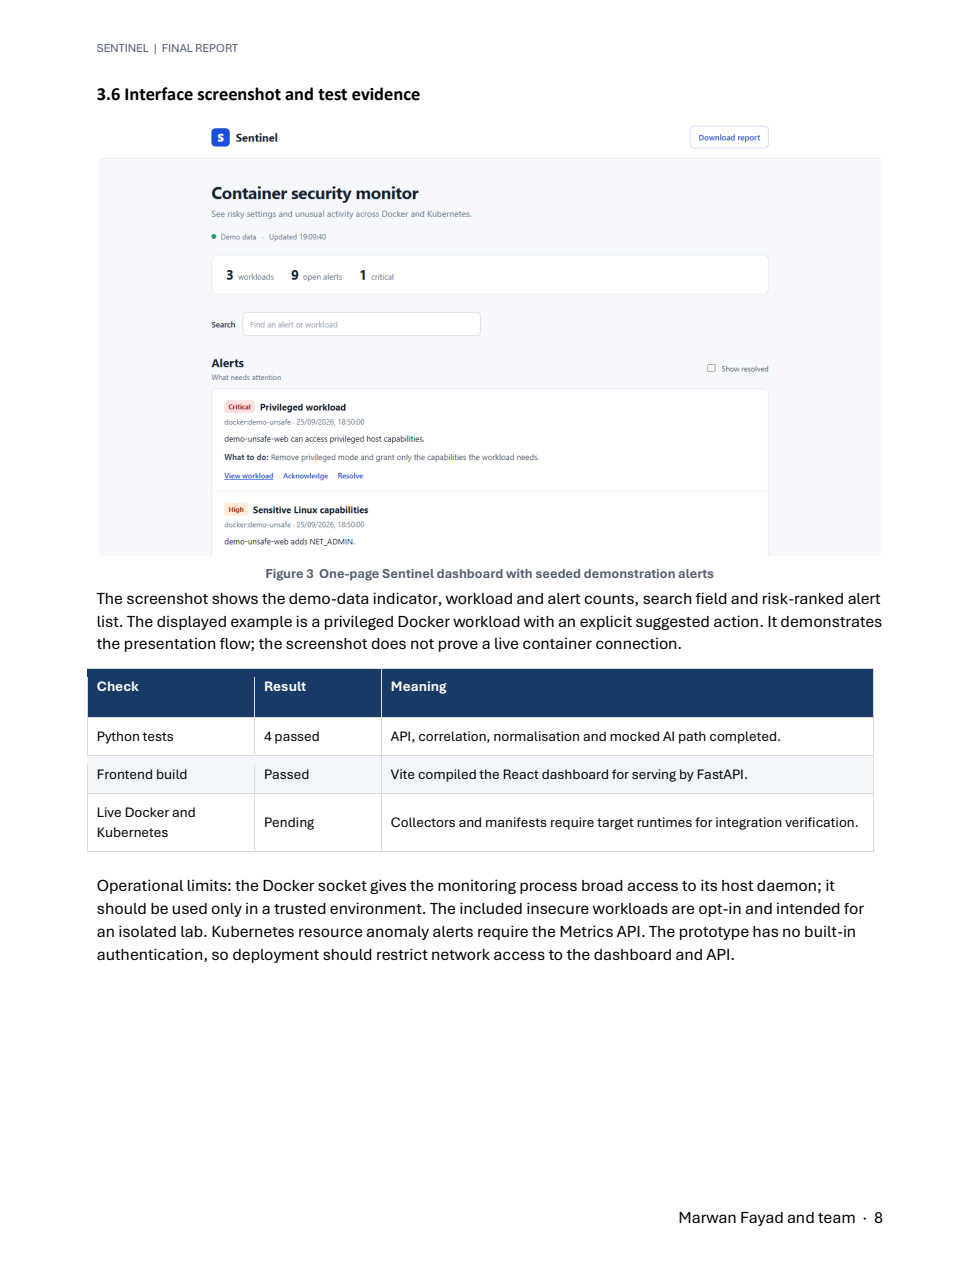 SENTINEL | FINAL REPORT
3.6 Interface screenshot and test evidence
S Sentinel
Download report
Container security monitor
See risky settings and unusual activity across Docker and Kubernetes.
Demo data · Updated 19:09:40
3 workloads 9 open alerts 1 critical
Search Find an alert or workload
Alerts
What needs attention
Show resolved
Critical Privileged workload
docker:demo-unsafe · 25/09/2026, 18:50:00
demo-unsafe-web can access privileged host capabilities.
What to do: Remove privileged mode and grant only the capabilities the workload needs.
View workload Acknowledge Resolve
High Sensitive Linux capabilities
docker:demo-unsafe · 25/09/2026, 18:50:00
demo-unsafe-web adds NET_ADMIN.
Figure 3 One-page Sentinel dashboard with seeded demonstration alerts
The screenshot shows the demo-data indicator, workload and alert counts, search field and risk-ranked alert
list. The displayed example is a privileged Docker workload with an explicit suggested action. It demonstrates
the presentation flow; the screenshot does not prove a live container connection.
Check Result Meaning
Python tests 4 passed API, correlation, normalisation and mocked AI path completed.
Frontend build Passed Vite compiled the React dashboard for serving by FastAPI.
Live Docker and
Kubernetes Pending Collectors and manifests require target runtimes for integration verification.
Operational limits: the Docker socket gives the monitoring process broad access to its host daemon; it
should be used only in a trusted environment. The included insecure workloads are opt-in and intended for
an isolated lab. Kubernetes resource anomaly alerts require the Metrics API. The prototype has no built-in
authentication, so deployment should restrict network access to the dashboard and API.
Marwan Fayad and team · 8